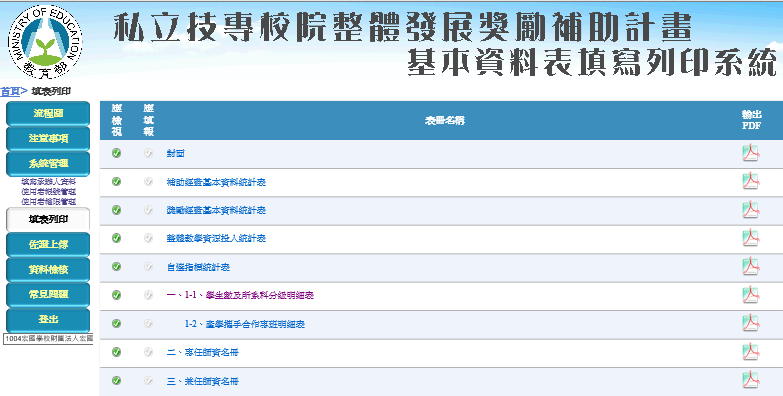 MINISTRY OF EDUCATION
教育部
私立技專校院整體發展獎勵補助計畫
基本資料表填寫列印系統
首頁> 填表列印
流程圖
注意事項
系統管理
填寫承辦人資料
使用者帳號管理
使用者權限管理
填表列印
佐證上傳
資料檢核
常見問題
登出
1004宏國學校財團法人宏國
應檢視 應填報 表冊名稱 輸出PDF
封面
補助經費基本資料統計表
獎勵經費基本資料統計表
整體教學資源投入統計表
自選指標統計表
一、1-1、學生數及所系科分級明細表
1-2、產學攜手合作專班明細表
二、專任師資名冊
三、兼任師資名冊